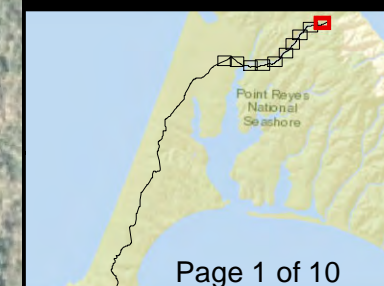 Point Reyes
National
Seashore
Page 1 of 10